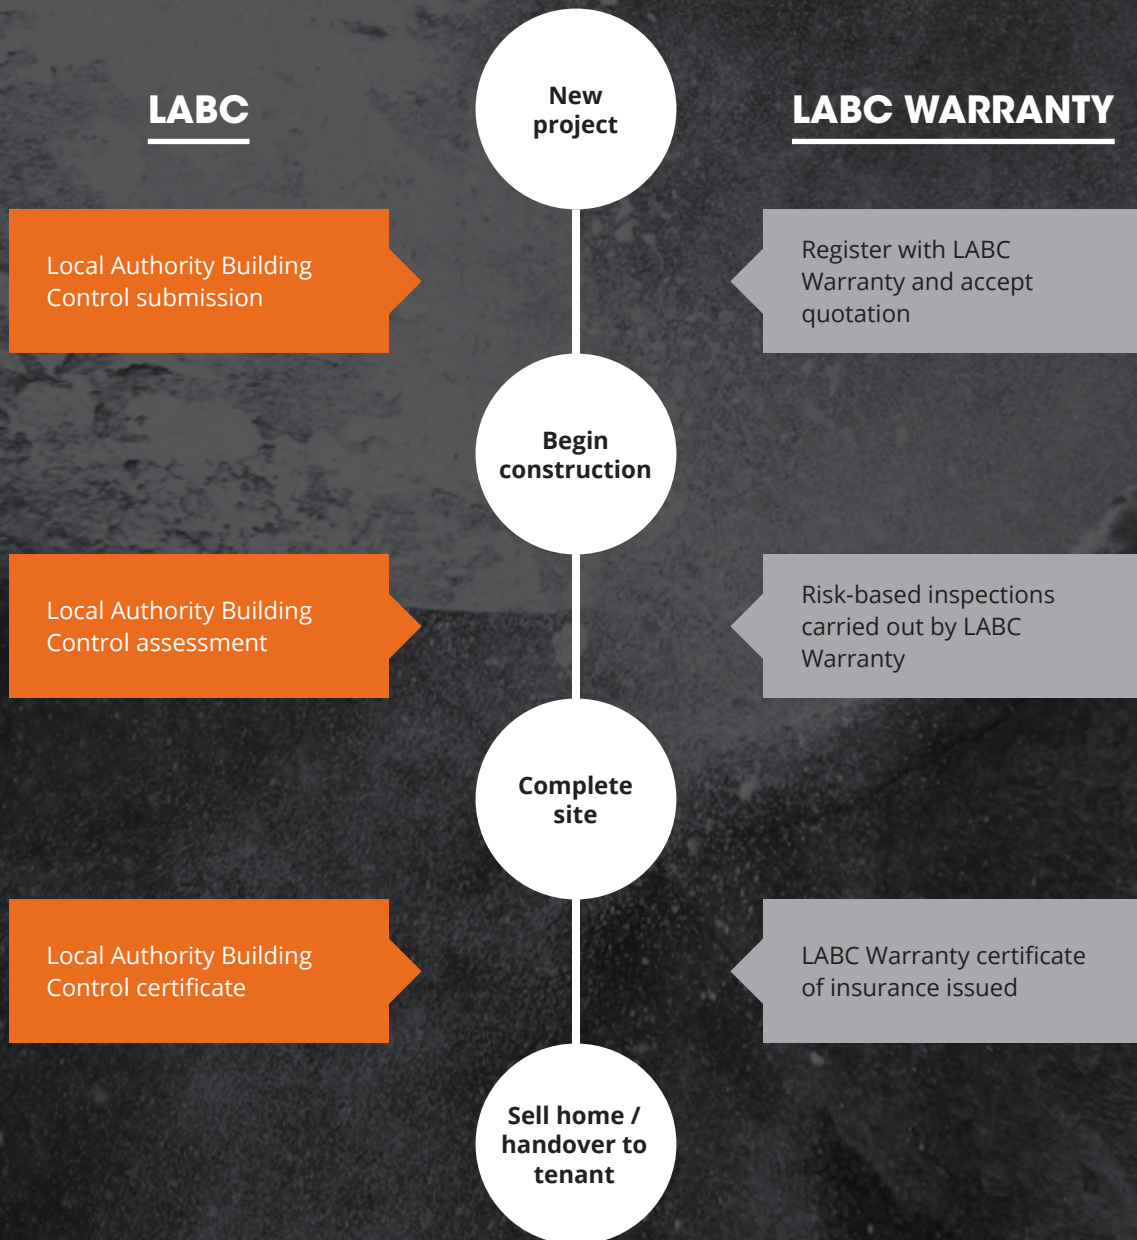 LABC
New
project
LABC WARRANTY
Local Authority Building
Control submission
Register with LABC
Warranty and accept
quotation
Begin
construction
Local Authority Building
Control assessment
Risk-based inspections
carried out by LABC
Warranty
Complete
site
Local Authority Building
Control certificate
LABC Warranty certificate
of insurance issued
Sell home /
handover to
tenant